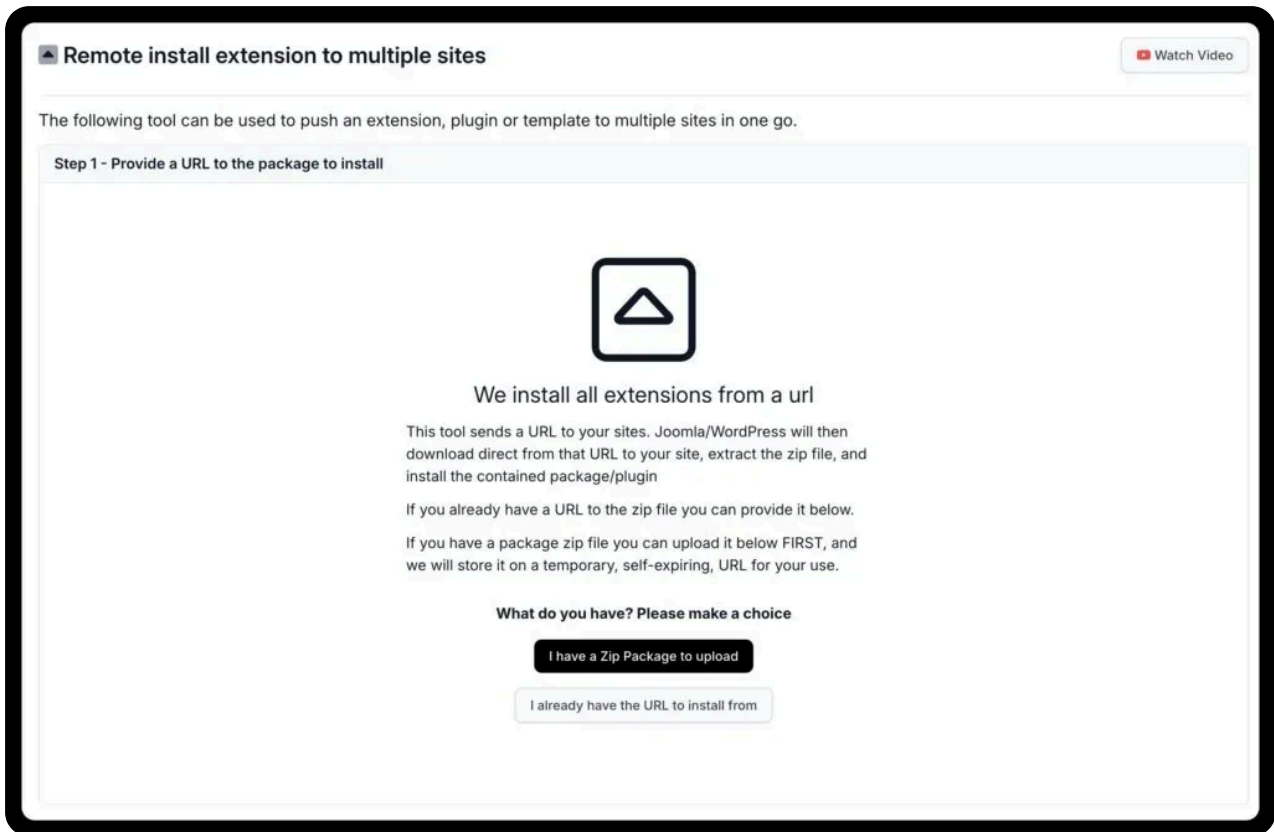 Remote install extension to multiple sites
Watch Video
The following tool can be used to push an extension, plugin or template to multiple sites in one go.
Step 1 - Provide a URL to the package to install
We install all extensions from a url
This tool sends a URL to your sites. Joomla/WordPress will then
download direct from that URL to your site, extract the zip file, and
install the contained package/plugin
If you already have a URL to the zip file you can provide it below.
If you have a package zip file you can upload it below FIRST, and
we will store it on a temporary, self-expiring, URL for your use.
What do you have? Please make a choice
I have a Zip Package to upload
I already have the URL to install from